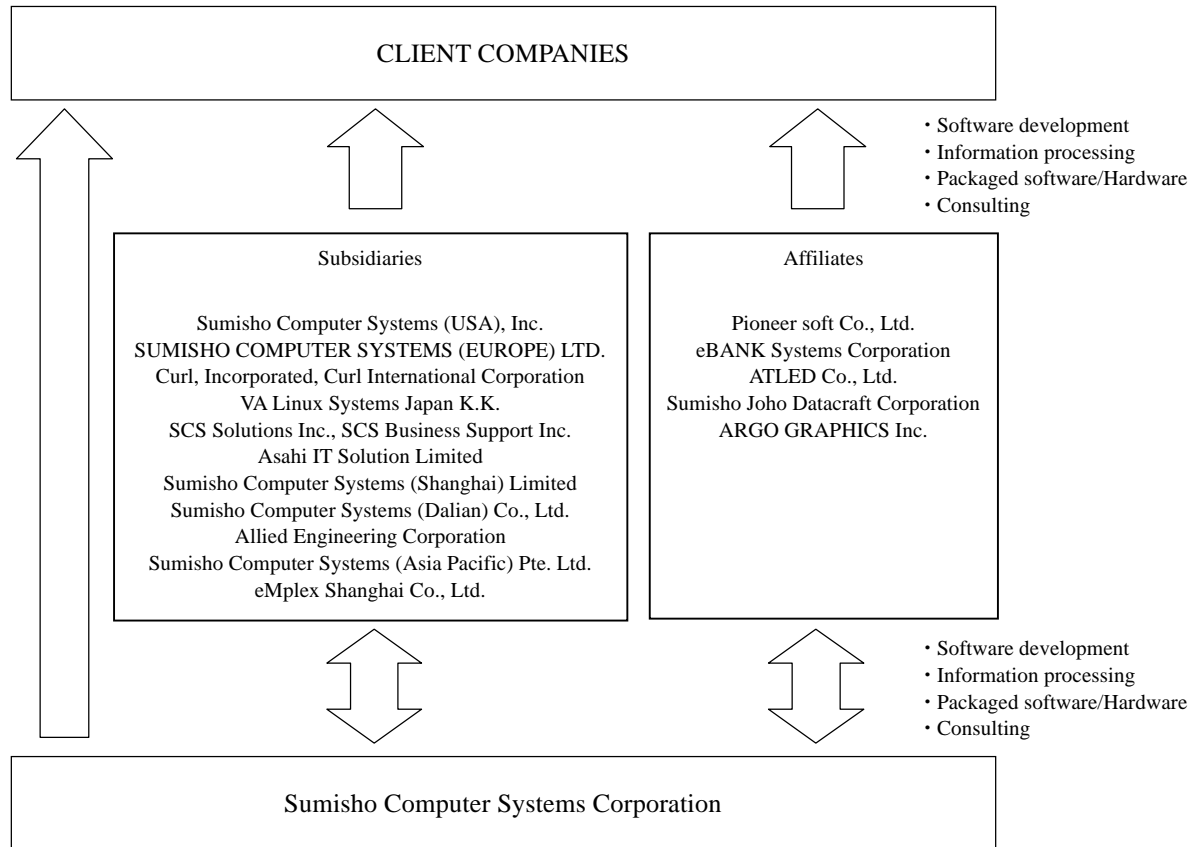 CLIENT COMPANIES
・Software development
・Information processing
・Packaged software/Hardware
・Consulting
Subsidiaries
Sumisho Computer Systems (USA), Inc.
SUMISHO COMPUTER SYSTEMS (EUROPE) LTD.
Curl, Incorporated, Curl International Corporation
VA Linux Systems Japan K.K.
SCS Solutions Inc., SCS Business Support Inc.
Asahi IT Solution Limited
Sumisho Computer Systems (Shanghai) Limited
Sumisho Computer Systems (Dalian) Co., Ltd.
Allied Engineering Corporation
Sumisho Computer Systems (Asia Pacific) Pte. Ltd.
eMplex Shanghai Co., Ltd.
Affiliates
Pioneer soft Co., Ltd.
eBANK Systems Corporation
ATLED Co., Ltd.
Sumisho Joho Datacraft Corporation
ARGO GRAPHICS Inc.
・Software development
・Information processing
・Packaged software/Hardware
・Consulting
Sumisho Computer Systems Corporation